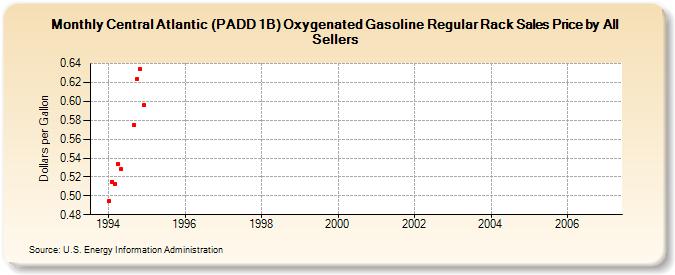 Monthly Central Atlantic (PADD 1B) Oxygenated Gasoline Regular Rack Sales Price by All
Sellers
Dollars per Gallon
0.64
0.62
0.60
0.58
0.56
0.54
0.52
0.50
0.48
1994 1996 1998 2000 2002 2004 2006
Source: U.S. Energy Information Administration